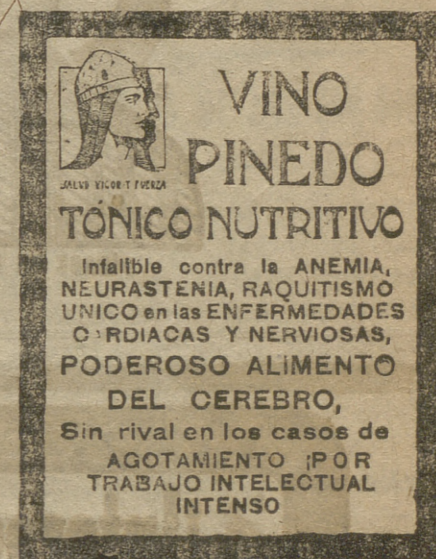 VINO
PINEDO
SALUD VIGOR Y FUERZA
TÓNICO NUTRITIVO
Infalible contra la ANEMIA,
NEURASTENIA, RAQUITISMO
UNICO en las ENFERMEDADES
C RDIACAS Y NERVIOSAS,
PODEROSO ALIMENTO
DEL CEREBRO,
Sin rival en los casos de
AGOTAMIENTO ¡POR
TRABAJO INTELECTUAL
INTENSO